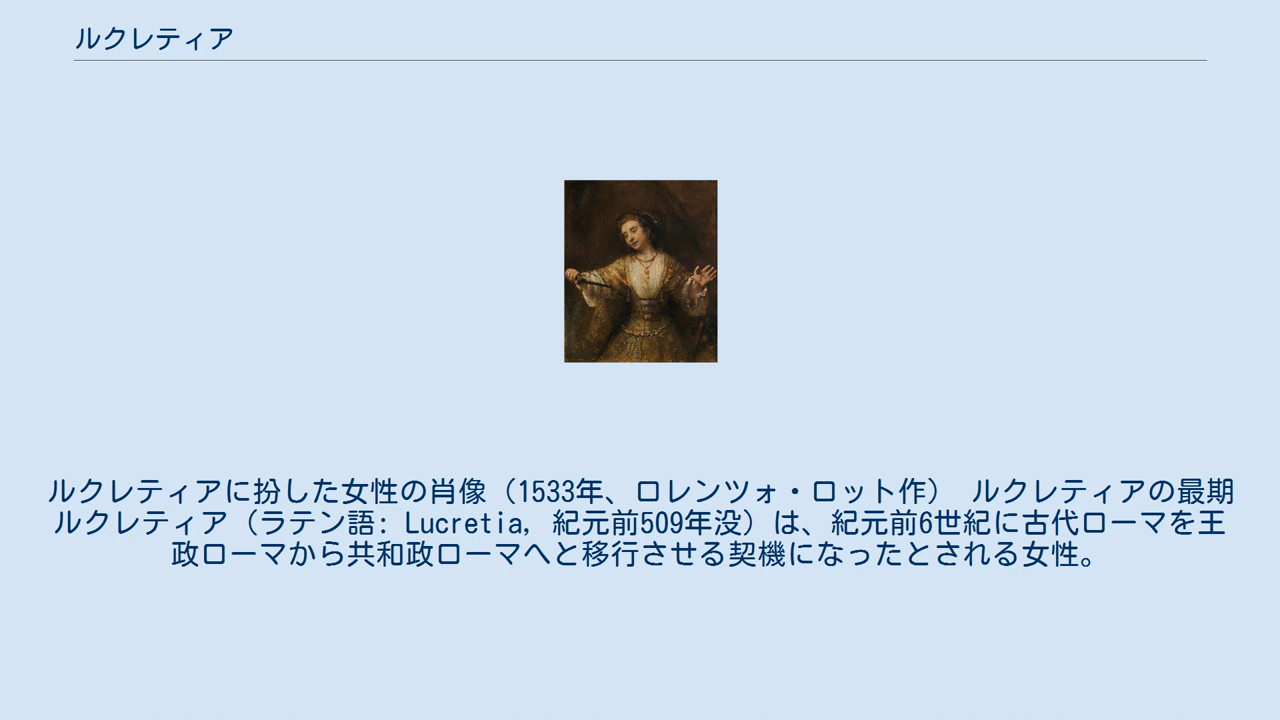 ルクレティア
ルクレティアに扮した女性の肖像（1533年、ロレンツォ・ロット作） ルクレティアの最期
ルクレティア（ラテン語: Lucretia, 紀元前509年没）は、紀元前6世紀に古代ローマを王
政ローマから共和政ローマへと移行させる契機になったとされる女性。